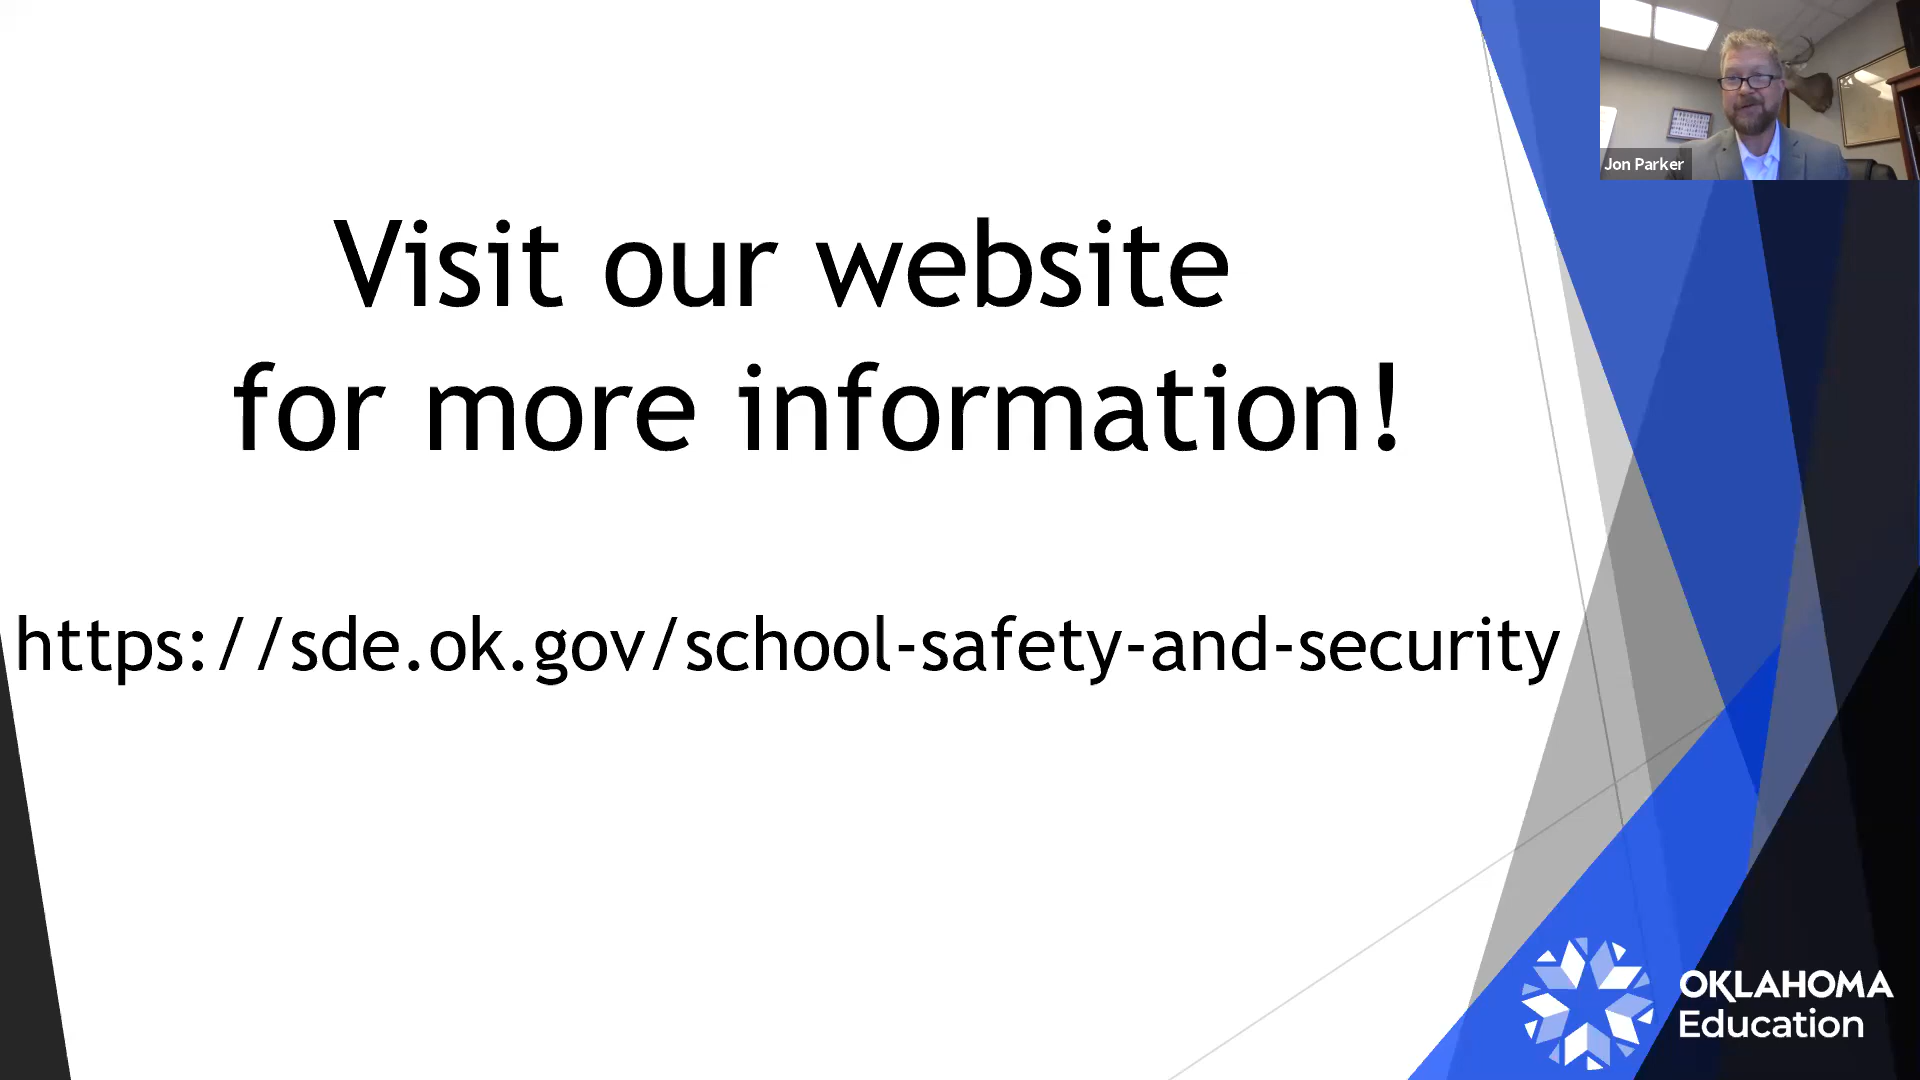 Jon Parker
Visit our website
for more information!
https://sde.ok.gov/school-safety-and-security
OKLAHOMA
Education